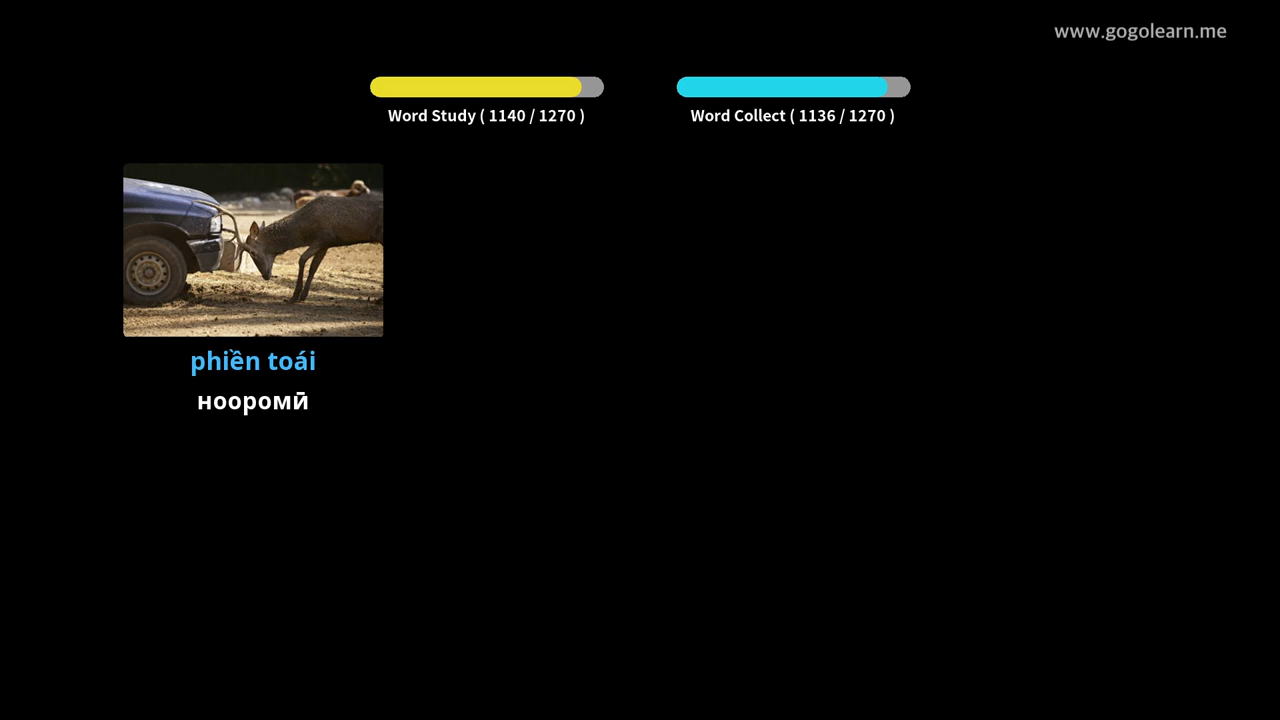 www.gogolearn.me
Word Study ( 1140 / 1270 )
Word Collect ( 1136 / 1270 )
phiền toái
нооромӣ